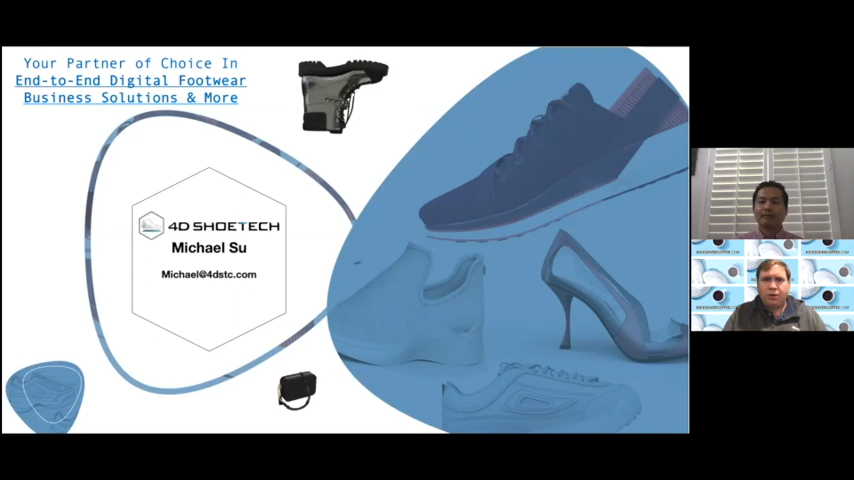 Your Partner of Choice In
End-to-End Digital Footwear
Business Solutions & More
4D SHOETECH
Michael Su
Michael@4dstc.com